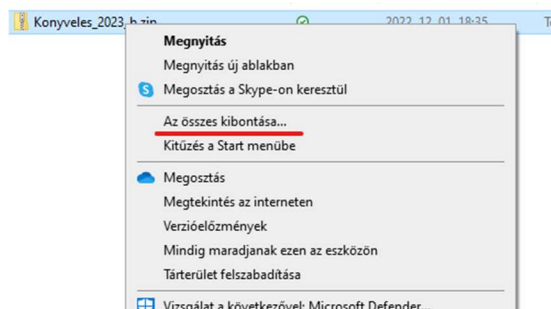 Konyveles_2023_b.zip 2022. 12. 01. 18:35
Megnyitás
Megnyitás új ablakban
Megosztás a Skype-on keresztül
Az összes kibontása...
Kitűzés a Start menübe
Megosztás
Megtekintés az interneten
Verzióelőzmények
Mindig maradjanak ezen az eszközön
Tárterület felszabadítása
Vizsgálat a következővel: Microsoft Defender...